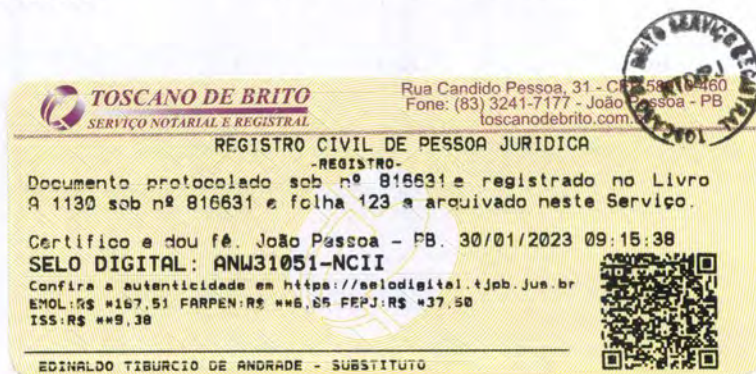 TOSCANO DE BRITO
SERVIÇO NOTARIAL E REGISTRAL
Rua Candido Pessoa, 31 -
Fone: (83) 3241-7177 - João Pessoa - PB
toscanodebrito.com
REGISTRO CIVIL DE PESSOA JURIDICA
-REGISTRO-
Documento protocolado sob nº 816631 e registrado no Livro
A 1130 sob nº 816631 e folha 123 e arquivado neste Serviço.
Certifico e dou fé. João Pessoa - PB. 30/01/2023 09:15:38
SELO DIGITAL: ANW31051-NCII
Confira a autenticidade em https://selodigital.tjpb.jus.br
EMOL:R$ *167,51 FARPEN:R$ **6,65 FEPJ:R$ *37,50
ISS:R$ **9,38
EDINALDO TIBURCIO DE ANDRADE - SUBSTITUTO